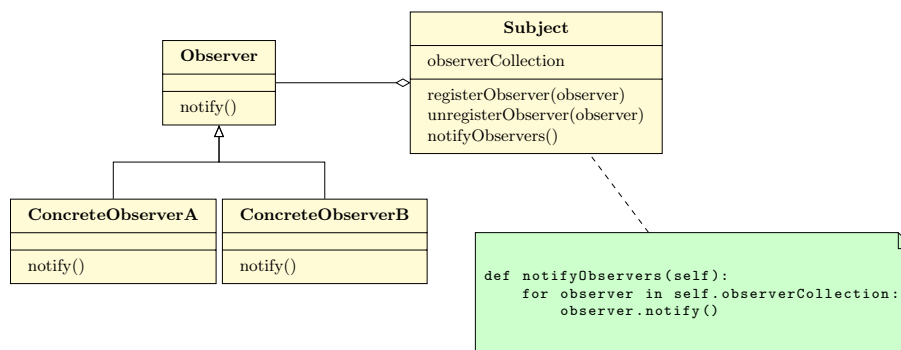 Observer
notify()
Subject
observerCollection
registerObserver(observer)
unregisterObserver(observer)
notifyObservers()
ConcreteObserverA
notify()
ConcreteObserverB
notify()
def notifyObservers(self):
    for observer in self.observerCollection:
        observer.notify()